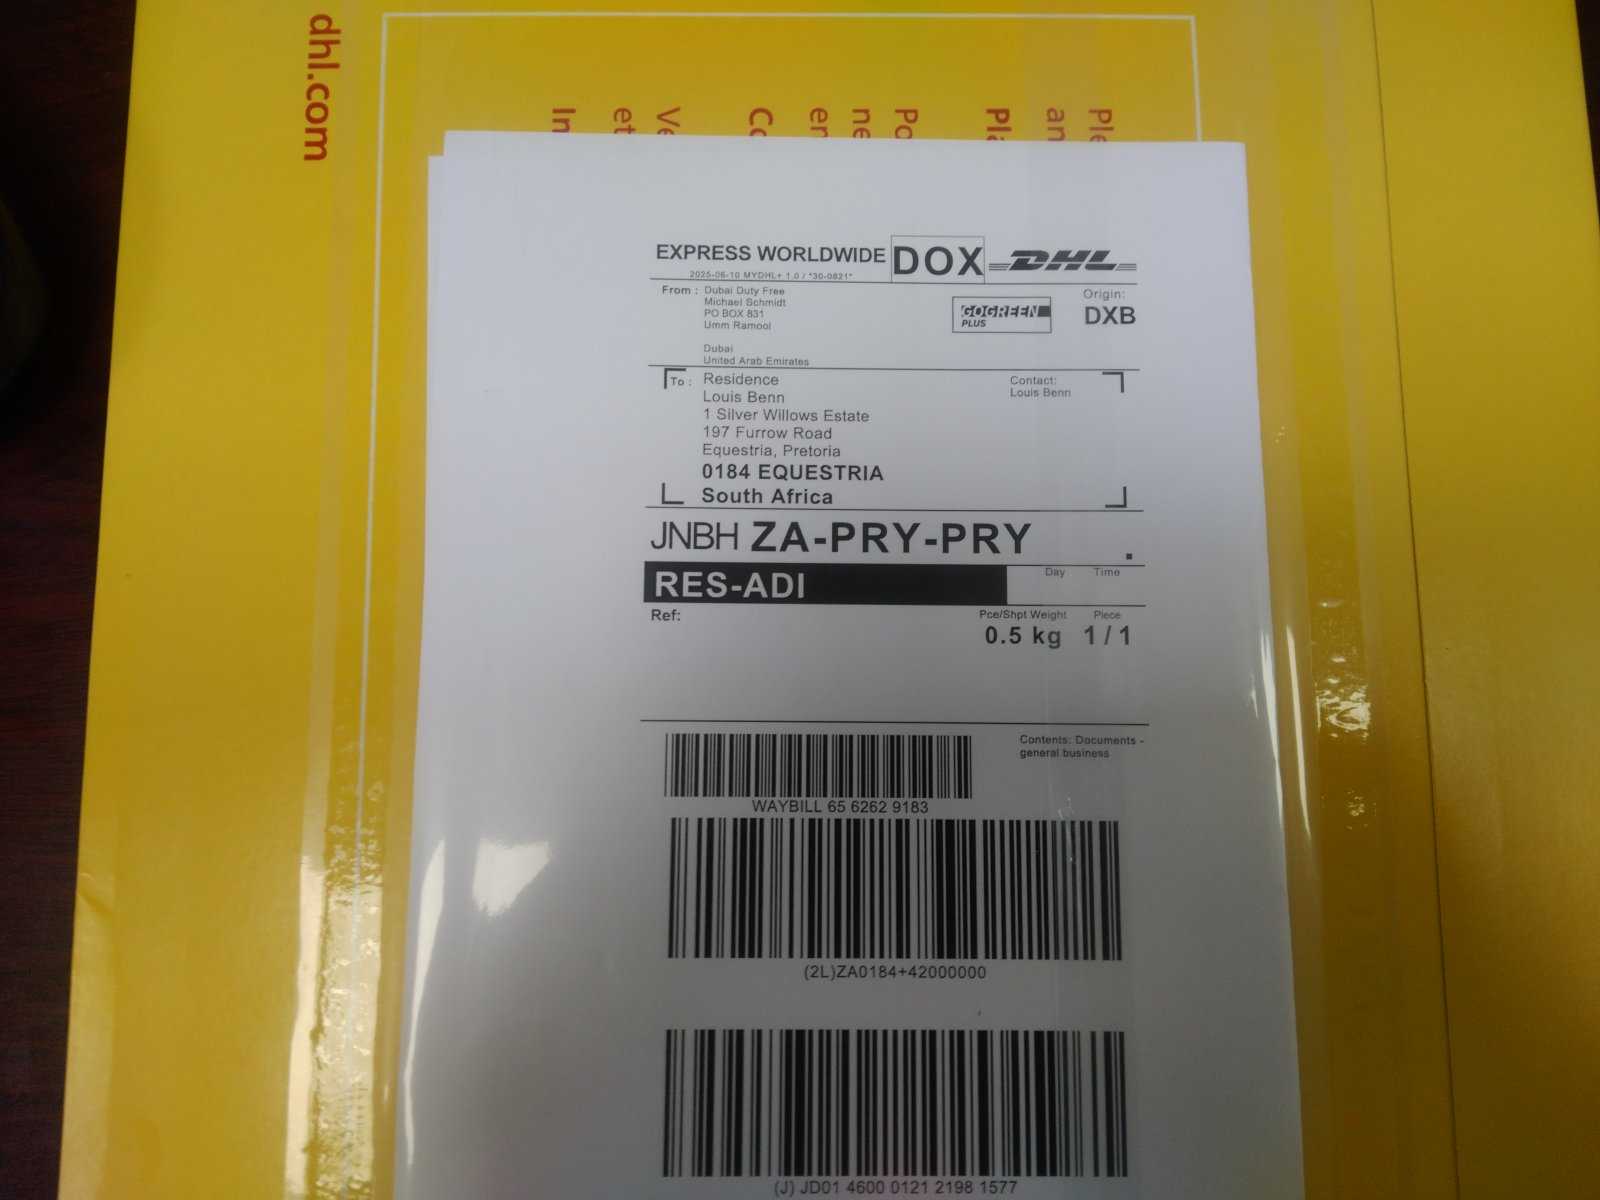 dhl.com
EXPRESS WORLDWIDE DOX DHL
2025-06-10 MYDHL+ 1.0 / *30-0821*
From : Dubai Duty Free
Michael Schmidt
PO BOX 831
Umm Ramool
Dubai
United Arab Emirates
GOGREEN
PLUS
Origin:
DXB
To : Residence
Louis Benn
1 Silver Willows Estate
197 Furrow Road
Equestria, Pretoria
0184 EQUESTRIA
South Africa
Contact:
Louis Benn
JNBH ZA-PRY-PRY
RES-ADI
Day Time
Ref:
Pce/Shpt Weight Piece
0.5 kg 1 / 1
Contents: Documents -
general business
WAYBILL 65 6262 9183
(2L)ZA0184+42000000
(J) JD01 4600 0121 2198 1577